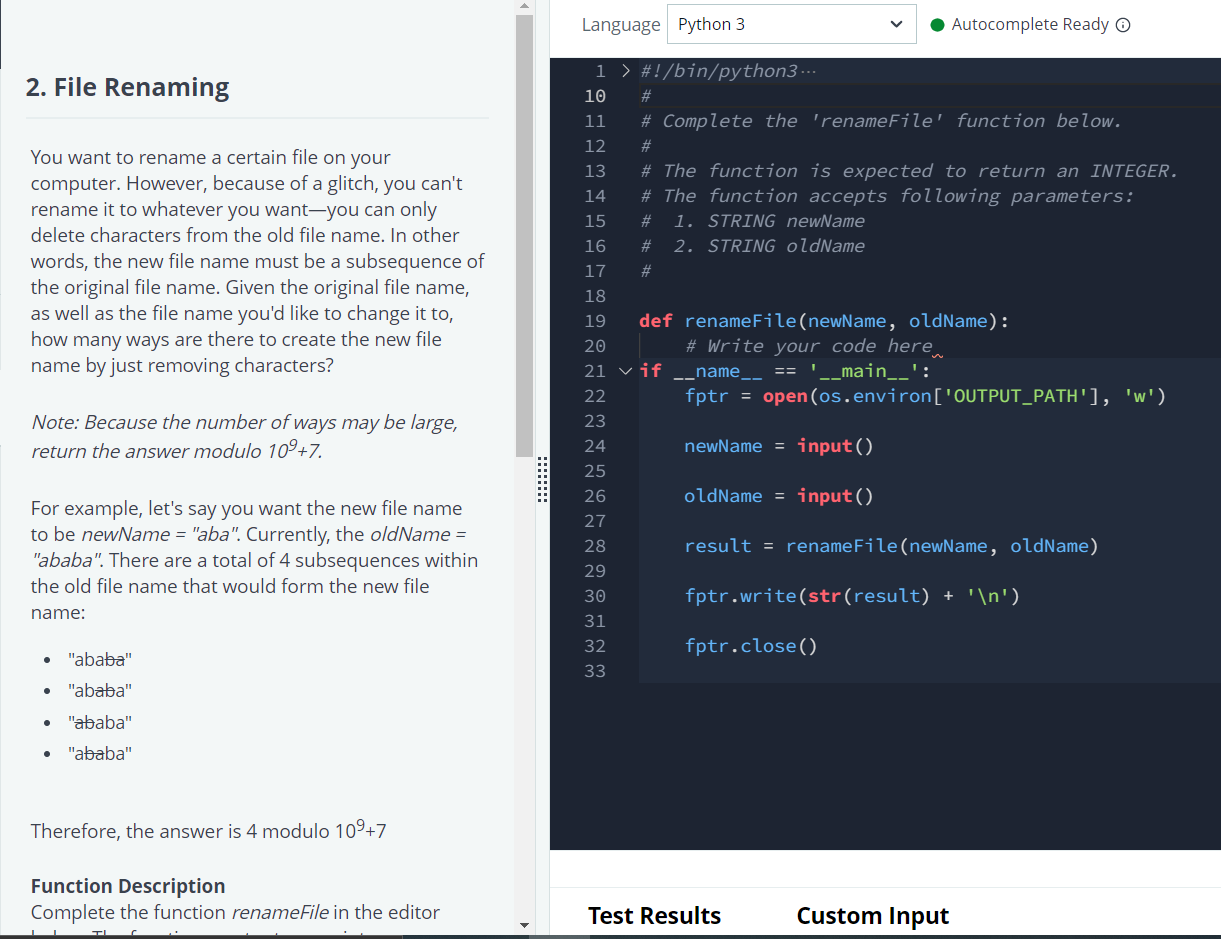 2. File Renaming
You want to rename a certain file on your
computer. However, because of a glitch, you can't
rename it to whatever you want—you can only
delete characters from the old file name. In other
words, the new file name must be a subsequence of
the original file name. Given the original file name,
as well as the file name you'd like to change it to,
how many ways are there to create the new file
name by just removing characters?
Note: Because the number of ways may be large,
return the answer modulo 10⁹+7.
For example, let's say you want the new file name
to be newName = "aba". Currently, the oldName =
"ababa". There are a total of 4 subsequences within
the old file name that would form the new file
name:
• "ababa"
• "ababa"
• "ababa"
• "ababa"
Therefore, the answer is 4 modulo 10⁹+7
Function Description
Complete the function renameFile in the editor
Language Python 3 Autocomplete Ready
1 #!/bin/python3 ···
10 #
11 # Complete the 'renameFile' function below.
12 #
13 # The function is expected to return an INTEGER.
14 # The function accepts following parameters:
15 #  1. STRING newName
16 #  2. STRING oldName
17 #
18
19 def renameFile(newName, oldName):
20     # Write your code here
21 if __name__ == '__main__':
22     fptr = open(os.environ['OUTPUT_PATH'], 'w')
23
24     newName = input()
25
26     oldName = input()
27
28     result = renameFile(newName, oldName)
29
30     fptr.write(str(result) + '\n')
31
32     fptr.close()
33
Test Results Custom Input